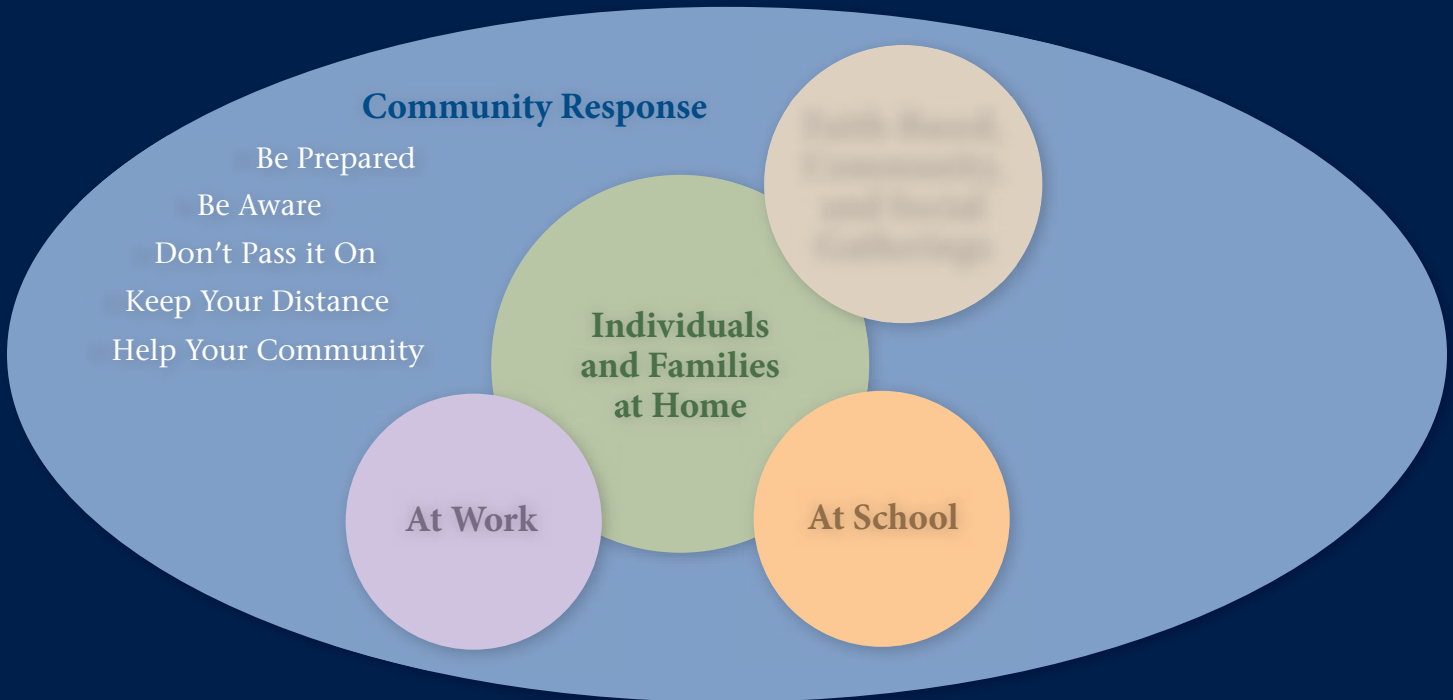 Community Response
Be Prepared
Be Aware
Don’t Pass it On
Keep Your Distance
Help Your Community
Individuals
and Families
at Home
At Work
At School